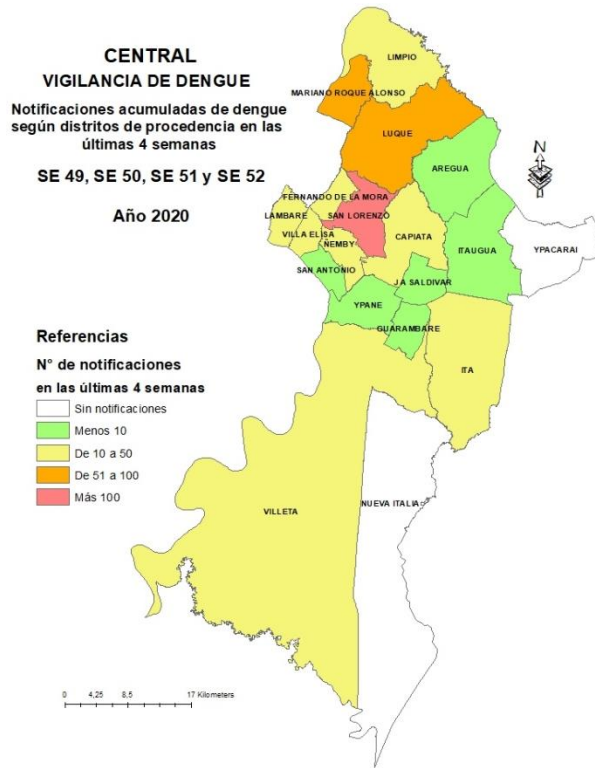 CENTRAL
VIGILANCIA DE DENGUE
Notificaciones acumuladas de dengue
según distritos de procedencia en las
últimas 4 semanas
SE 49, SE 50, SE 51 y SE 52
Año 2020
LIMPIO
MARIANO ROQUE ALONSO
LUQUE
N
AREGUA
FERNANDO DE LA MORA
LAMBARE
SAN LORENZO
VILLA ELISA
CAPIATA
ITAUGUA
YPACARAI
ÑEMBY
SAN ANTONIO
J A SALDIVAR
YPANE
GUARAMBARE
ITA
Referencias
N° de notificaciones
en las últimas 4 semanas
Sin notificaciones
Menos 10
De 10 a 50
De 51 a 100
Más 100
VILLETA
NUEVA ITALIA
0 4,25 8,5 17 Kilometers